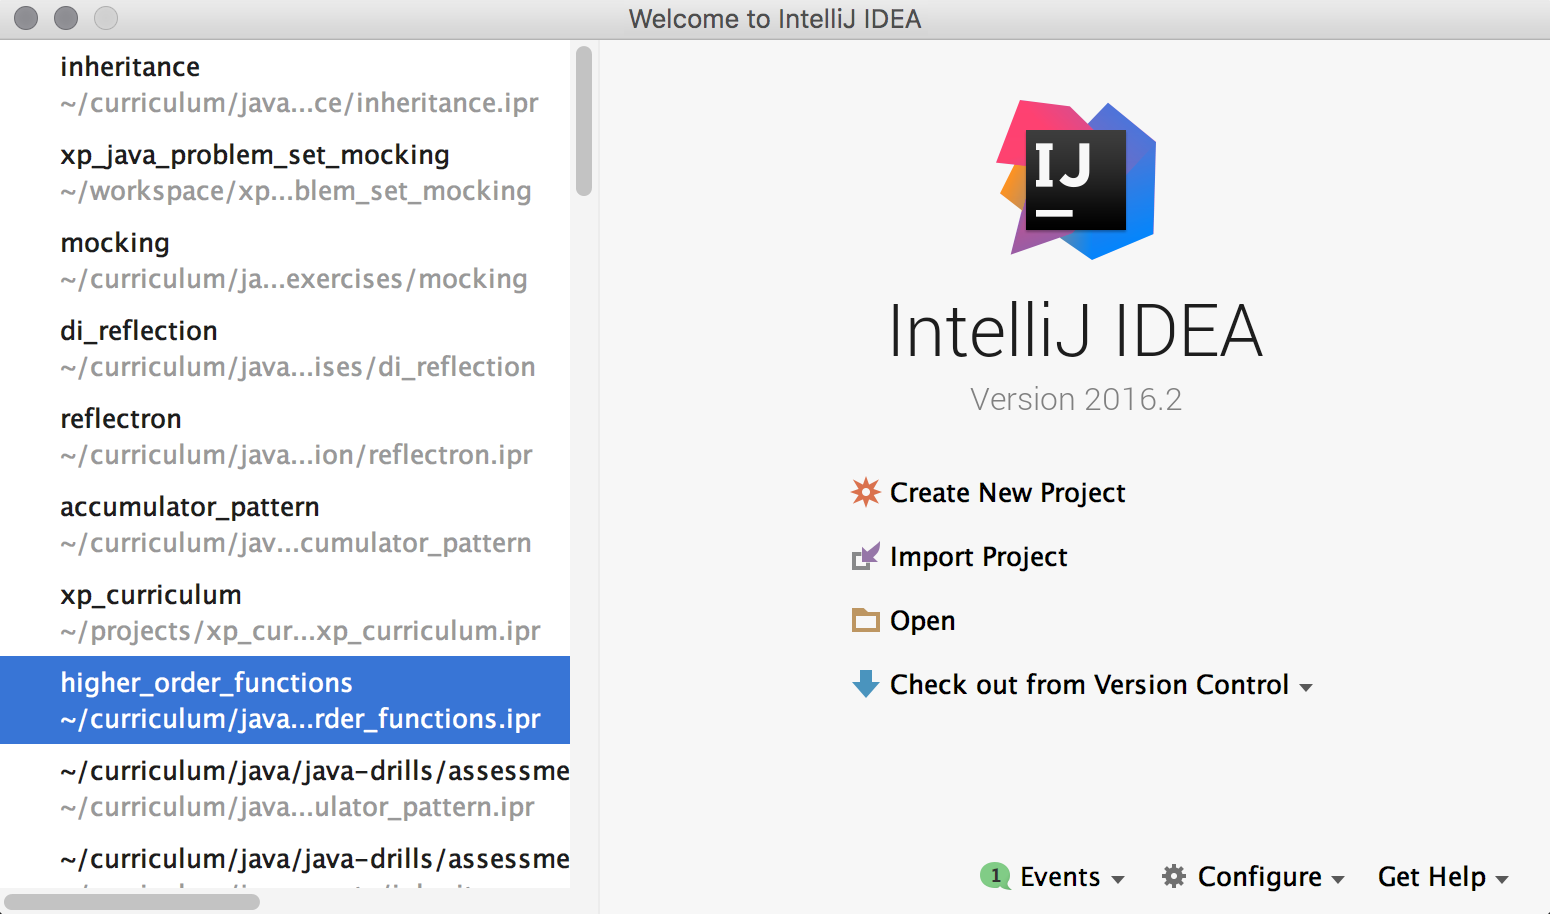 Welcome to IntelliJ IDEA
inheritance
~/curriculum/java...ce/inheritance.ipr
xp_java_problem_set_mocking
~/workspace/xp...blem_set_mocking
mocking
~/curriculum/ja...exercises/mocking
di_reflection
~/curriculum/java...ises/di_reflection
reflectron
~/curriculum/java...ion/reflectron.ipr
accumulator_pattern
~/curriculum/jav...cumulator_pattern
xp_curriculum
~/projects/xp_cur...xp_curriculum.ipr
higher_order_functions
~/curriculum/java...rder_functions.ipr
~/curriculum/java/java-drills/assessme
~/curriculum/java...ulator_pattern.ipr
~/curriculum/java/java-drills/assessme
IJ
IntelliJ IDEA
Version 2016.2
Create New Project
Import Project
Open
Check out from Version Control
1 Events
Configure
Get Help